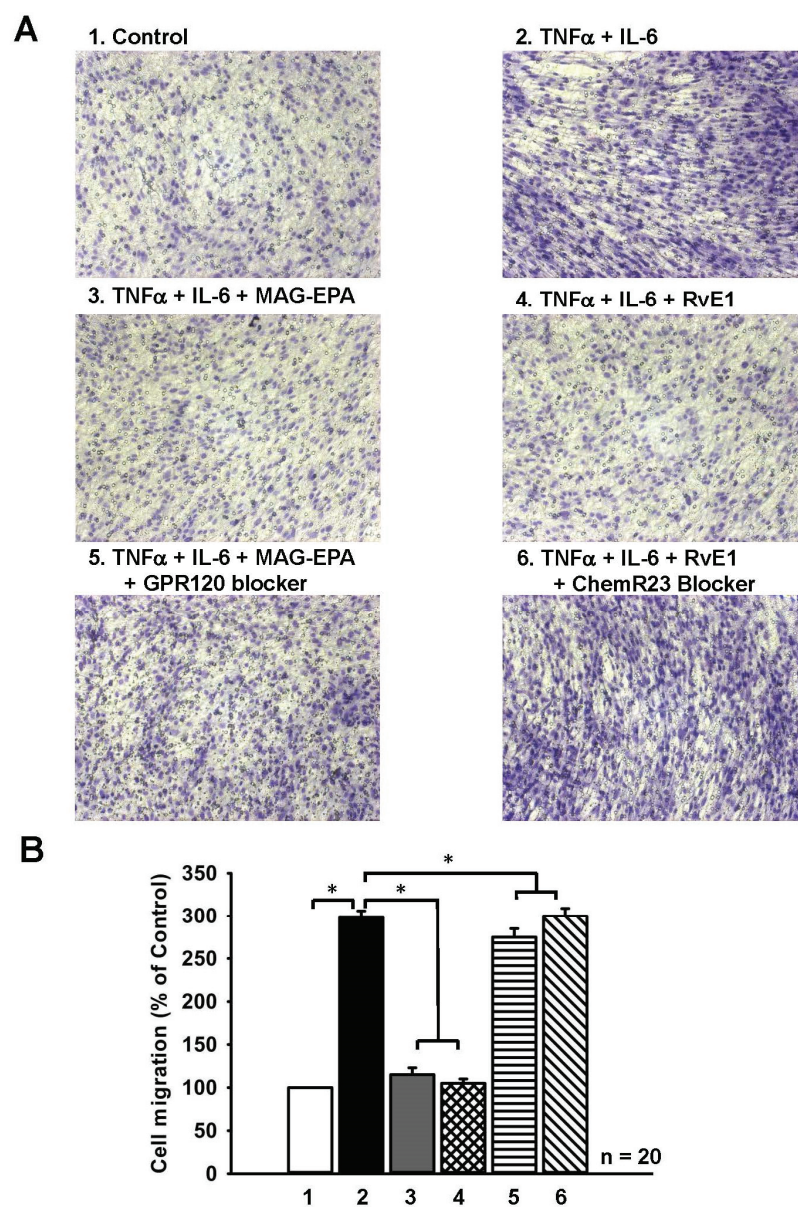 A
1. Control
2. TNFα + IL-6
3. TNFα + IL-6 + MAG-EPA
4. TNFα + IL-6 + RvE1
5. TNFα + IL-6 + MAG-EPA
+ GPR120 blocker
6. TNFα + IL-6 + RvE1
+ ChemR23 Blocker
B
Cell migration (% of Control)
350
300
250
200
150
100
50
0
*
*
*
n = 20
1 2 3 4 5 6